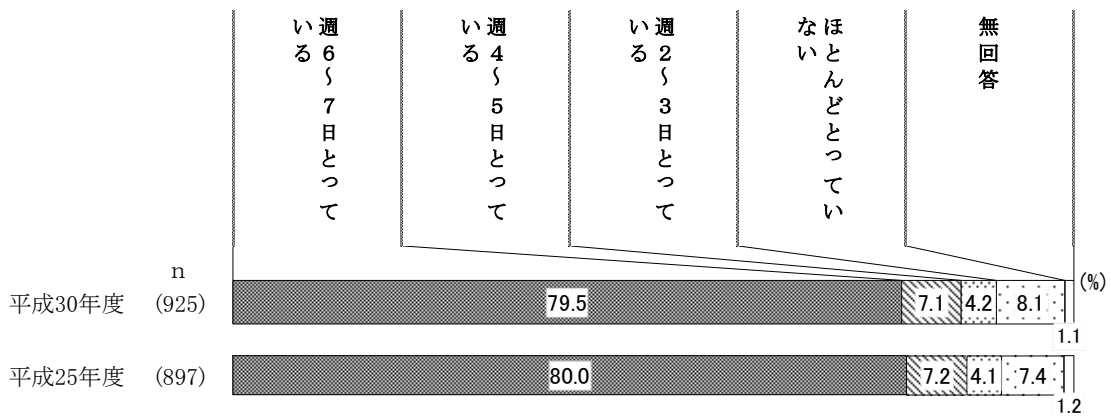 週６～７日とって
いる
週４～５日とって
いる
週２～３日とって
いる
ほとんどとってい
ない
無回答
n
(%)
平成30年度 (925) 79.5 7.1 4.2 8.1
1.1
平成25年度 (897) 80.0 7.2 4.1 7.4
1.2